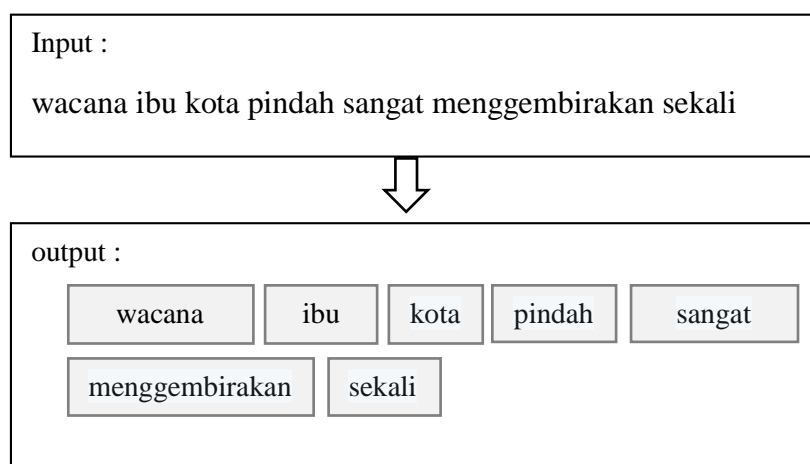 Input :
wacana ibu kota pindah sangat menggembirakan sekali
output :
wacana ibu kota pindah sangat
menggembirakan sekali